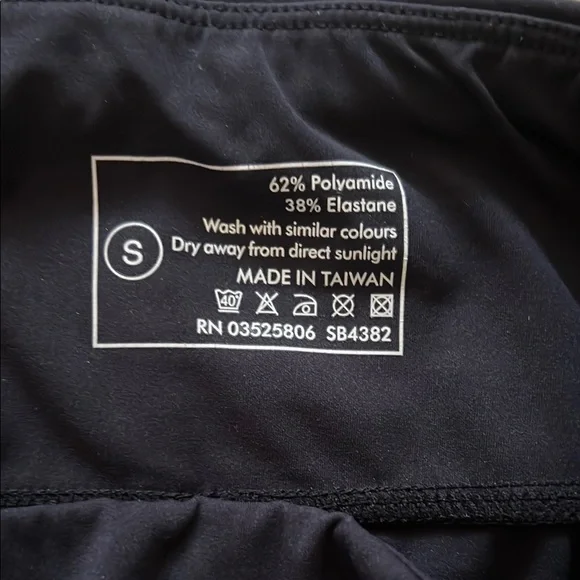 62% Polyamide
38% Elastane
Wash with similar colours
S
Dry away from direct sunlight
MADE IN TAIWAN
40
RN 03525806 SB4382